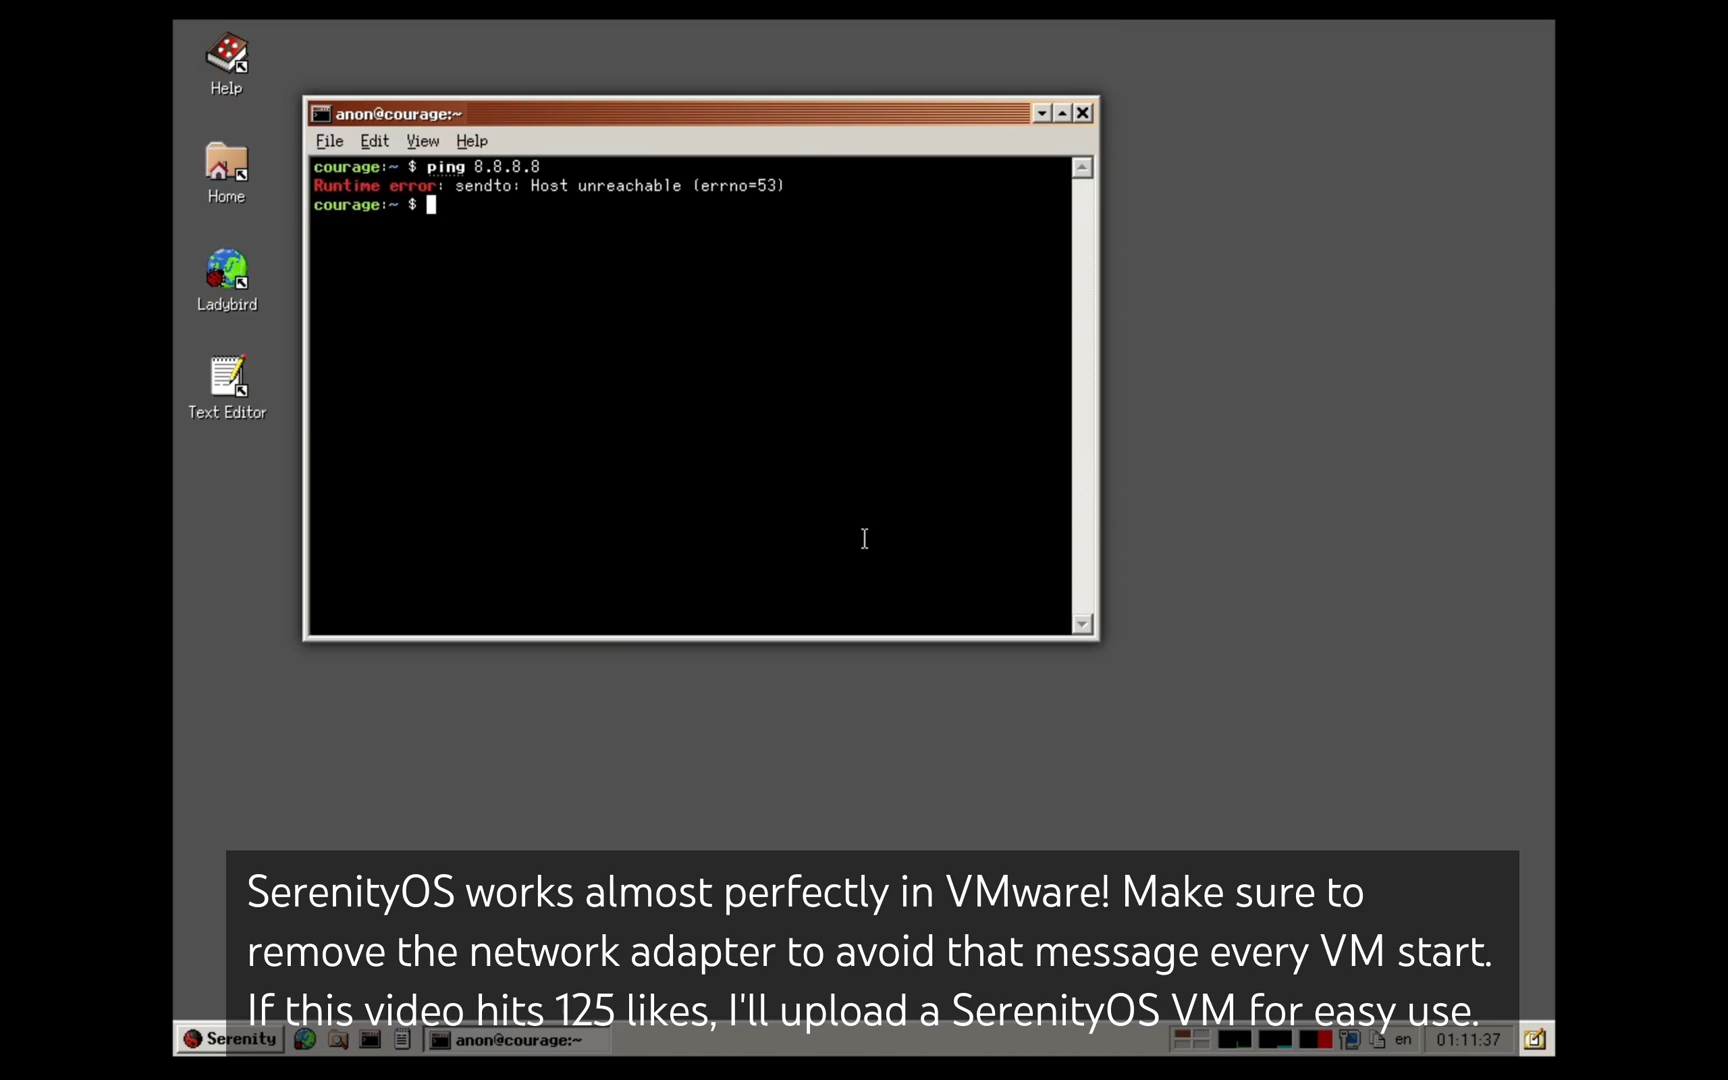 Help
Home
Ladybird
Text Editor
anon@courage:~
File Edit View Help
courage:~ $ ping 8.8.8.8
Runtime error: sendto: Host unreachable (errno=53)
courage:~ $
SerenityOS works almost perfectly in VMware! Make sure to
remove the network adapter to avoid that message every VM start.
If this video hits 125 likes, I'll upload a SerenityOS VM for easy use.
Serenity anon@courage:~ en 01:11:37